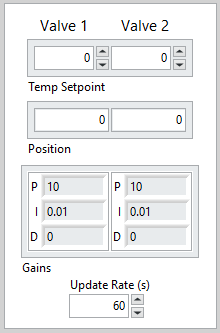 Valve 1 Valve 2
0 0
Temp Setpoint
0 0
Position
P 10 P 10
I 0.01 I 0.01
D 0 D 0
Gains
Update Rate (s)
60